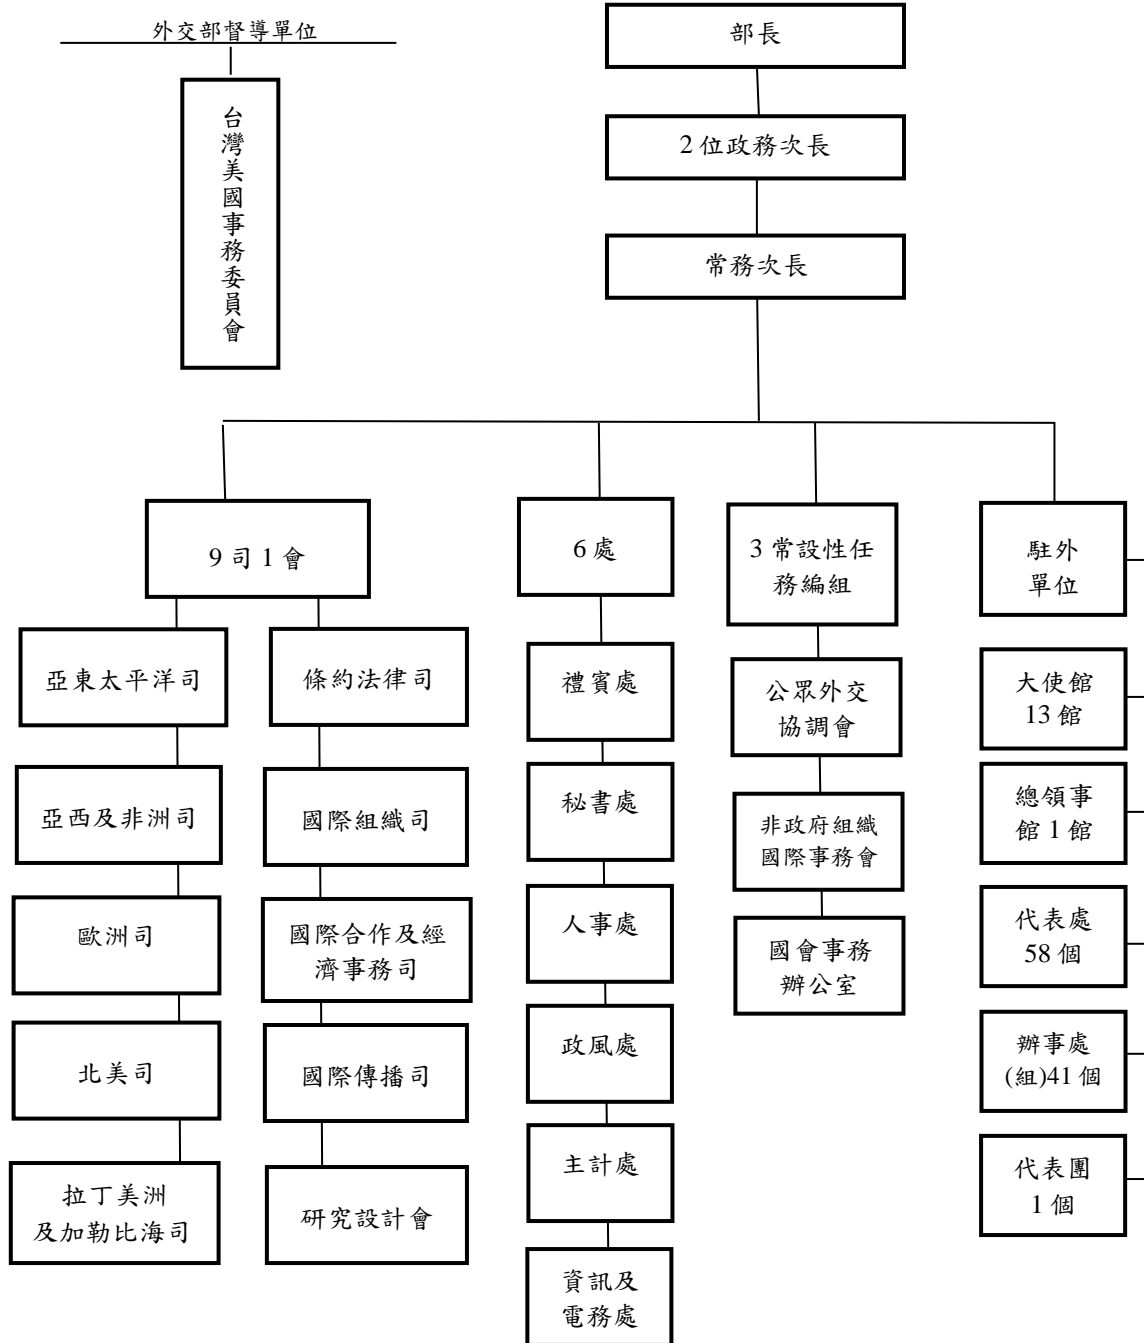 外交部督導單位
台灣美國事務委員會
部長
2位政務次長
常務次長
9司1會
亞東太平洋司
亞西及非洲司
歐洲司
北美司
拉丁美洲
及加勒比海司
條約法律司
國際組織司
國際合作及經
濟事務司
國際傳播司
研究設計會
6處
禮賓處
秘書處
人事處
政風處
主計處
資訊及
電務處
3常設性任
務編組
公眾外交
協調會
非政府組織
國際事務會
國會事務
辦公室
駐外
單位
大使館
13館
總領事
館1館
代表處
58個
辦事處
(組)41個
代表團
1個